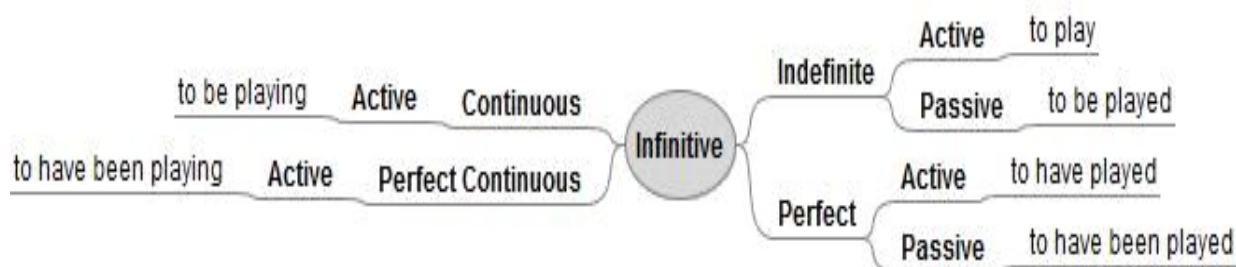 to be playing Active Continuous
to have been playing Active Perfect Continuous
Infinitive
Indefinite
Active to play
Passive to be played
Perfect
Active to have played
Passive to have been played